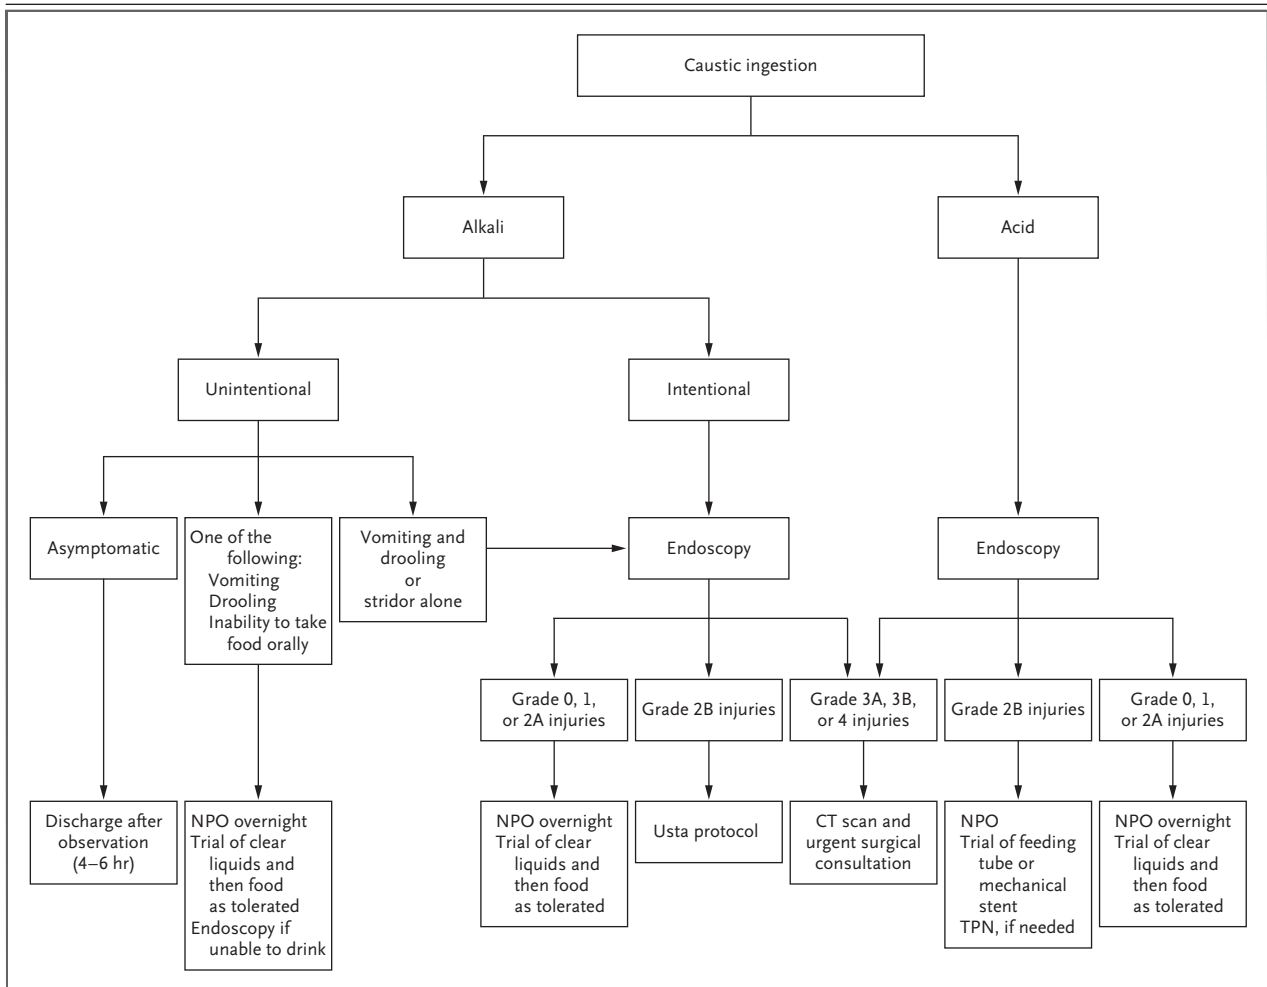 Caustic ingestion
Alkali
Acid
Unintentional
Intentional
Asymptomatic
One of the
following:
Vomiting
Drooling
Inability to take
food orally
Vomiting and
drooling
or
stridor alone
Endoscopy
Endoscopy
Grade 0, 1,
or 2A injuries
Grade 2B injuries
Grade 3A, 3B,
or 4 injuries
Grade 2B injuries
Grade 0, 1,
or 2A injuries
Discharge after
observation
(4–6 hr)
NPO overnight
Trial of clear
liquids and
then food
as tolerated
Endoscopy if
unable to drink
NPO overnight
Trial of clear
liquids and
then food
as tolerated
Usta protocol
CT scan and
urgent surgical
consultation
NPO
Trial of feeding
tube or
mechanical
stent
TPN, if needed
NPO overnight
Trial of clear
liquids and
then food
as tolerated